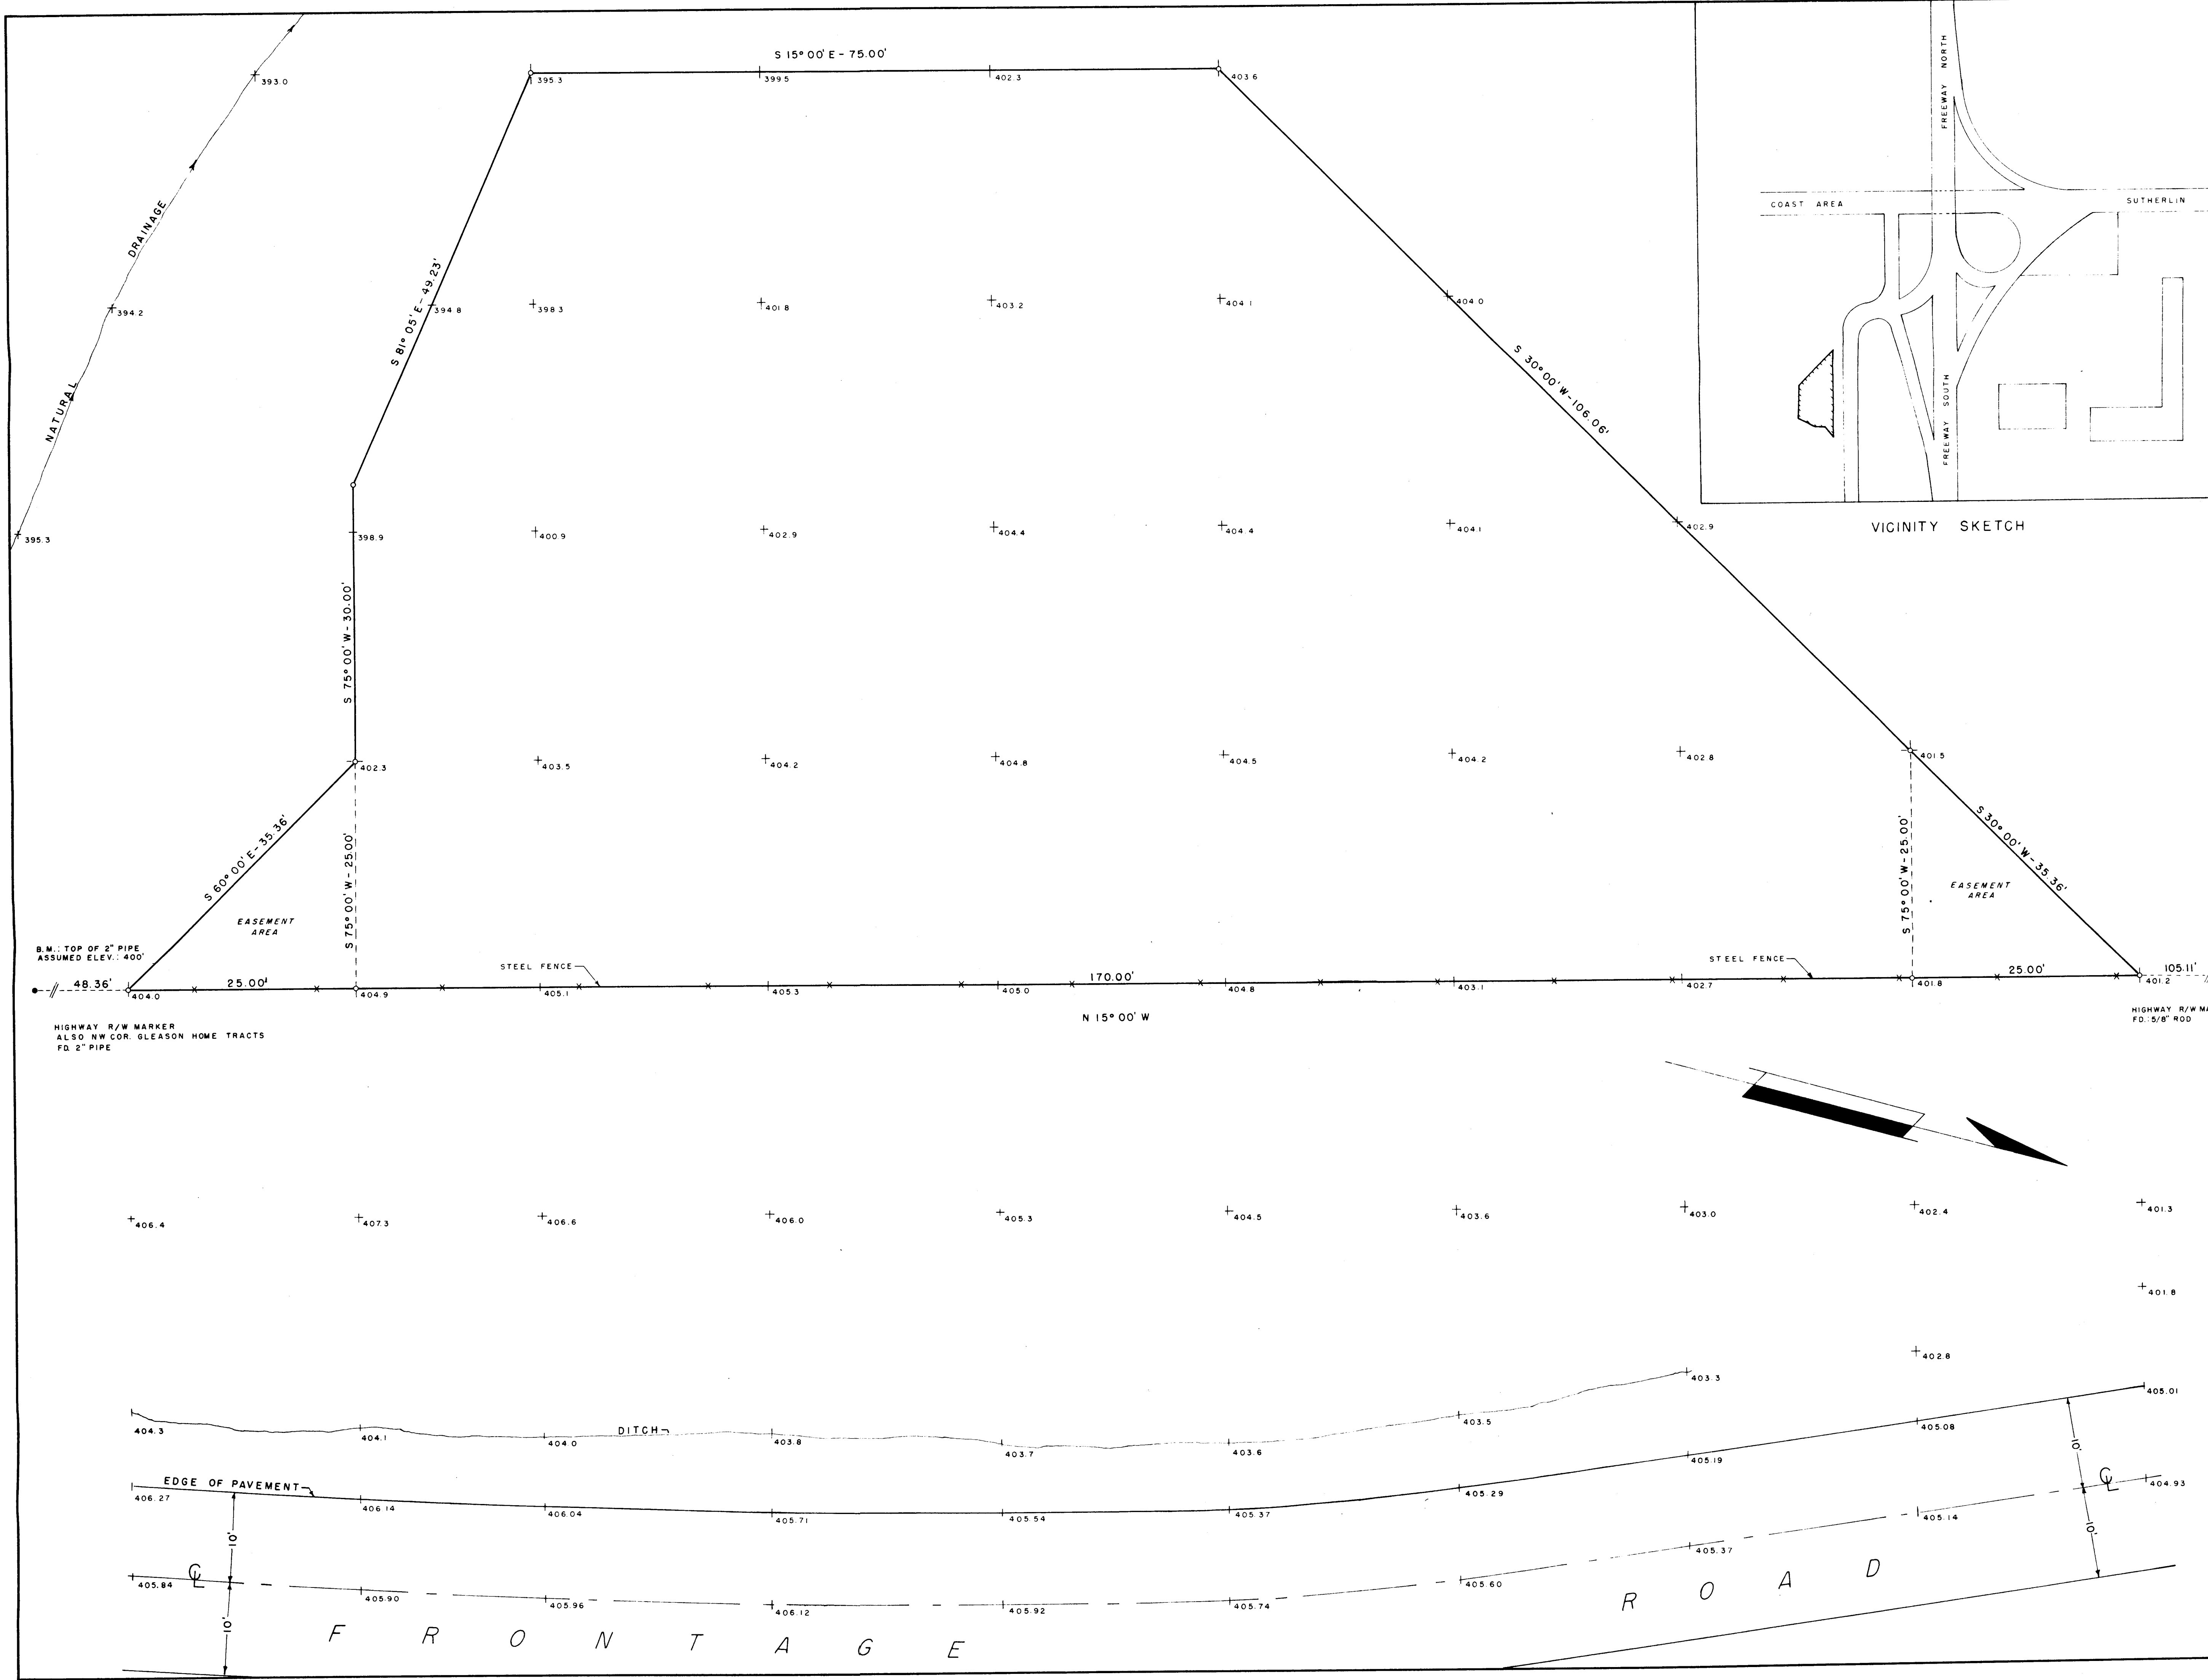 S 15° 00' E - 75.00'
393.0
395.3
399.5
402.3
403.6
FREEWAY NORTH
COAST AREA
SUTHERLIN
FREEWAY SOUTH
VICINITY SKETCH
NATURAL DRAINAGE
394.2
395.3
S 81° 05' E - 49.23'
394.8
398.3
401.8
403.2
404.1
404.0
S 30° 00' W - 106.06'
398.9
400.9
402.9
404.4
404.4
404.1
402.9
S 75° 00' W - 30.00'
402.3
403.5
404.2
404.8
404.5
404.2
402.8
401.5
S 60° 00' E - 35.36'
S 75° 00' W - 25.00'
S 75° 00' W - 25.00'
S 30° 00' W - 35.36'
EASEMENT
AREA
EASEMENT
AREA
B.M.: TOP OF 2" PIPE
ASSUMED ELEV.: 400'
STEEL FENCE
STEEL FENCE
48.36'
25.00'
170.00'
25.00'
105.11'
404.0
404.9
405.1
405.3
405.0
404.8
403.1
402.7
401.8
401.2
N 15° 00' W
HIGHWAY R/W MARKER
ALSO NW COR. GLEASON HOME TRACTS
FD. 2" PIPE
HIGHWAY R/W MA
FD.: 5/8" ROD
406.4
407.3
406.6
406.0
405.3
404.5
403.6
403.0
402.4
401.3
401.8
402.8
403.3
404.3
404.1
DITCH
404.0
403.8
403.7
403.6
403.5
405.01
405.08
405.19
405.29
EDGE OF PAVEMENT
406.27
406.14
406.04
405.71
405.54
405.37
10'
10'
℄
404.93
405.14
405.37
405.60
10'
10'
℄
405.84
405.90
405.96
406.12
405.92
405.74
FRONTAGE ROAD